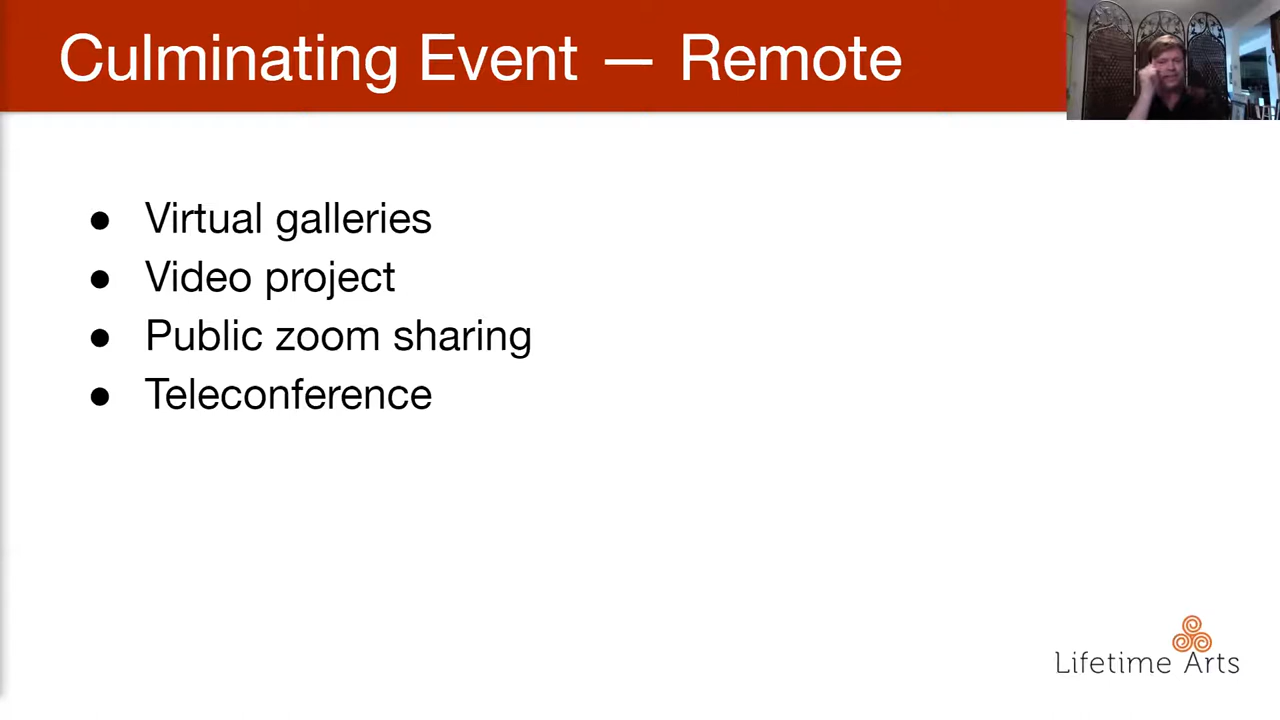 Culminating Event — Remote
● Virtual galleries
● Video project
● Public zoom sharing
● Teleconference
Lifetime Arts